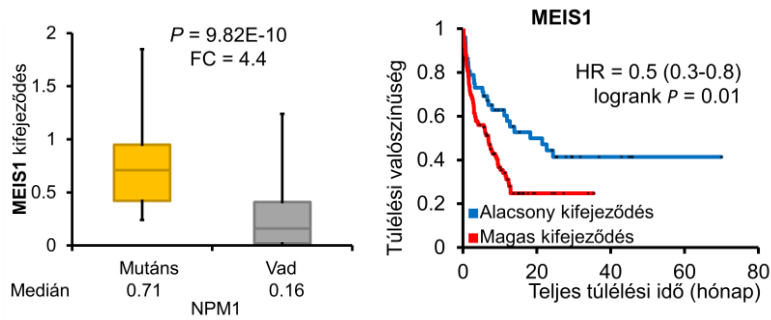 P = 9.82E-10
FC = 4.4
MEIS1 kifejeződés
2
1.5
1
0.5
0
Mutáns Vad
Medián 0.71 0.16
NPM1
MEIS1
HR = 0.5 (0.3-0.8)
logrank P = 0.01
Túlélési valószínűség
1
0.8
0.6
0.4
0.2
0
Alacsony kifejeződés
Magas kifejeződés
0 20 40 60 80
Teljes túlélési idő (hónap)